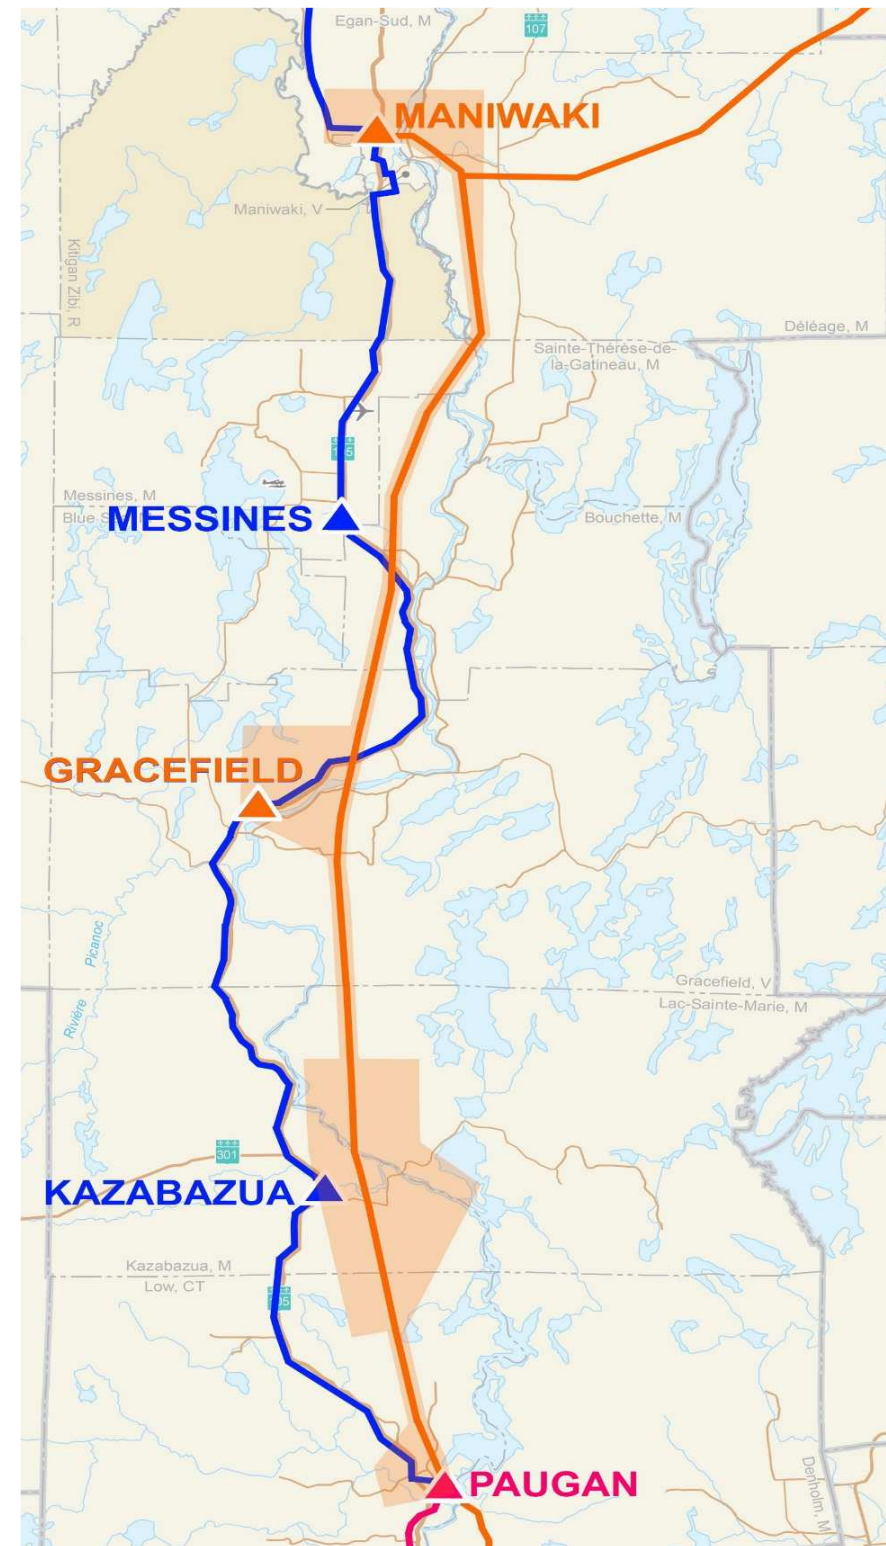 Egan-Sud, M
107
MANIWAKI
Maniwaki, V
Kitigan Zibi, R
Déléage, M
Sainte-Thérèse-de-
la-Gatineau, M
Messines, M
MESSINES
Bouchette, M
GRACEFIELD
Rivière Picanoc
Gracefield, V
Lac-Sainte-Marie, M
301
KAZABAZUA
Kazabazua, M
Low, CT
PAUGAN
Denholm, M